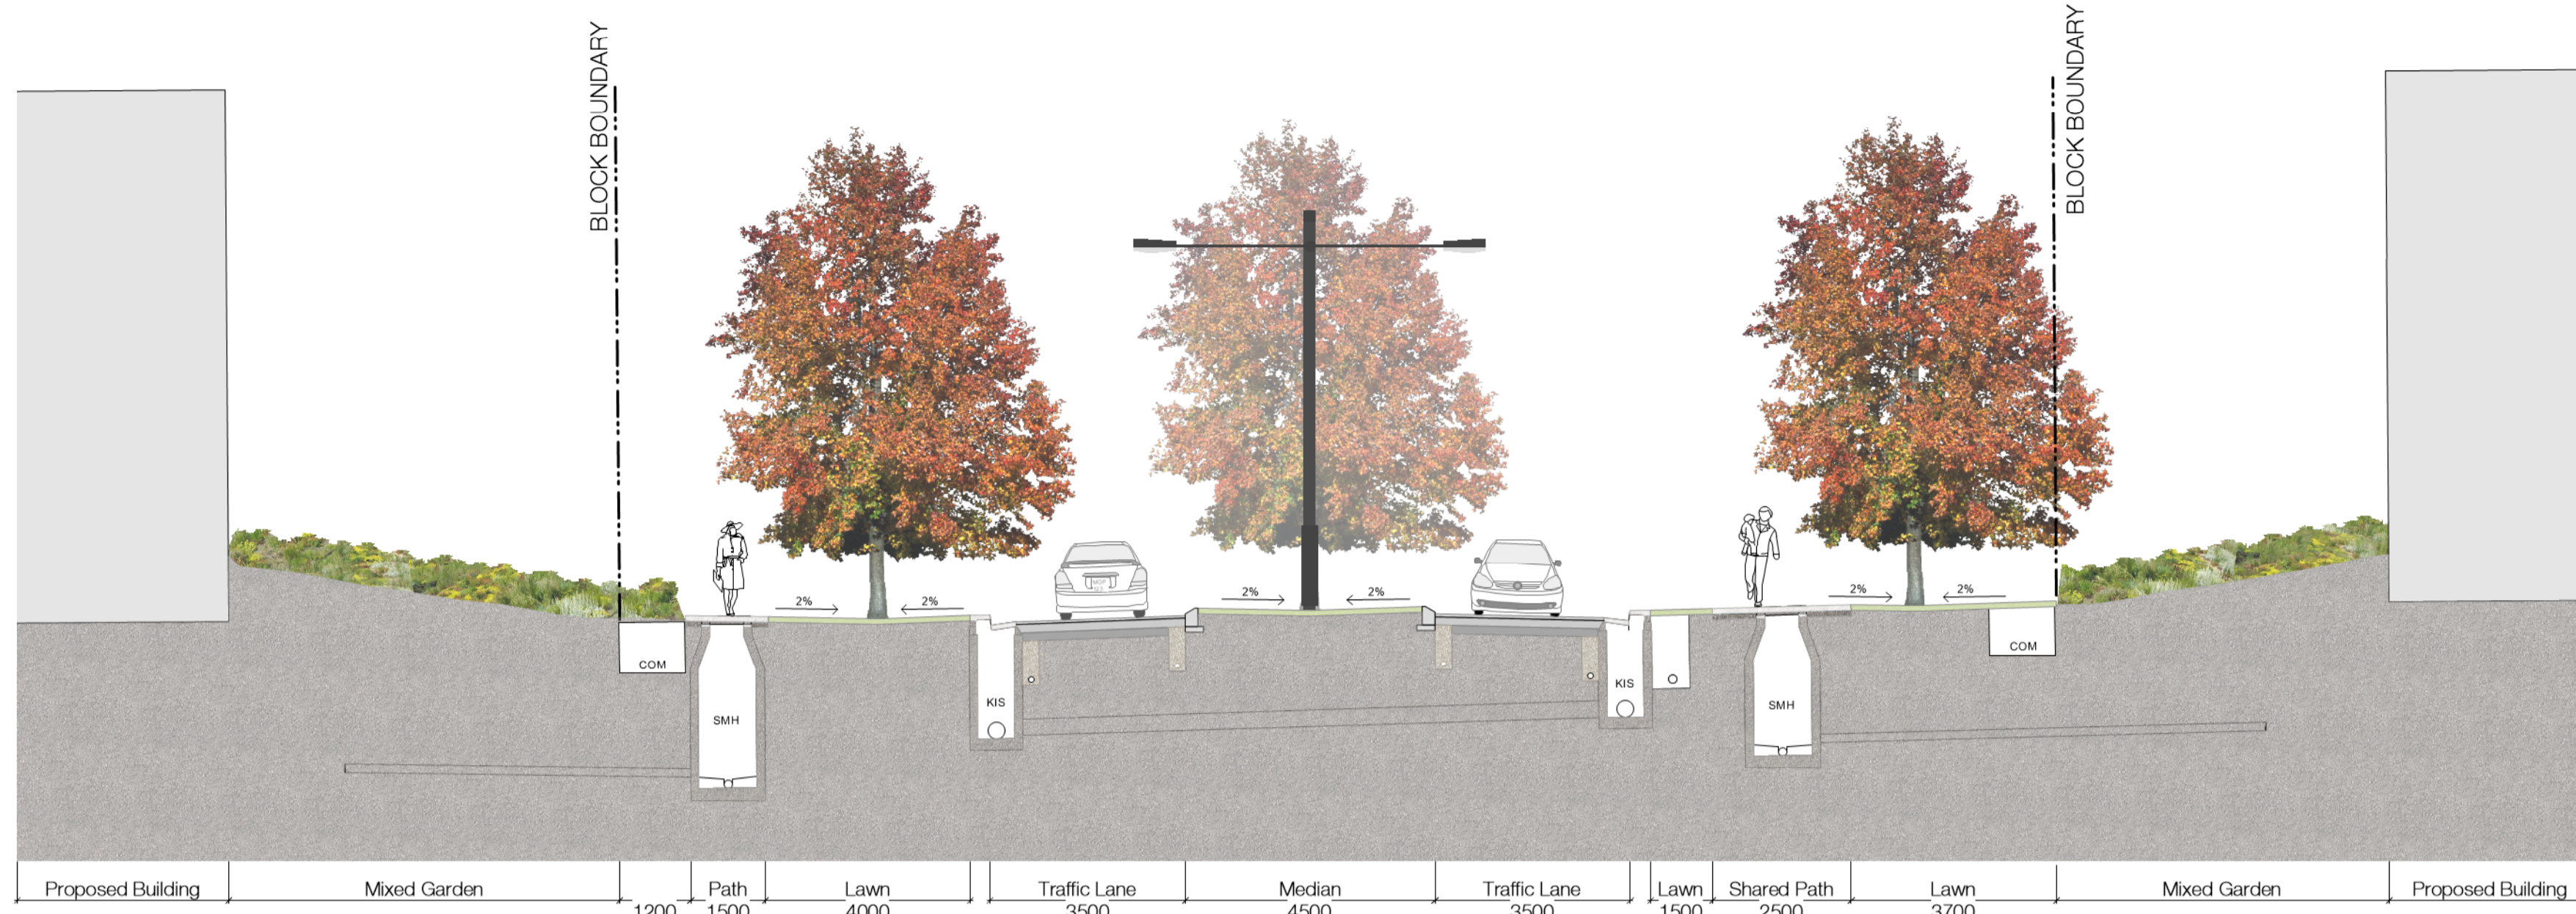 BLOCK BOUNDARY
BLOCK BOUNDARY
2%
2%
2%
2%
2%
2%
COM
SMH
KIS
KIS
SMH
COM
Proposed Building
Mixed Garden
Path
Lawn
Traffic Lane
Median
Traffic Lane
Lawn
Shared Path
Lawn
Mixed Garden
Proposed Building
1200
1500
4000
3500
4500
3500
1500
2500
3700